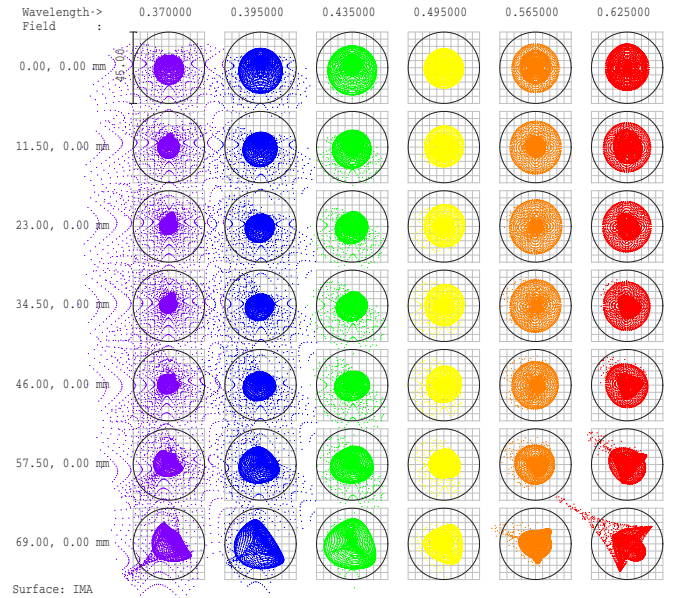 Wavelength-> 0.370000 0.395000 0.435000 0.495000 0.565000 0.625000
Field :
45.00
0.00, 0.00 mm
11.50, 0.00 mm
23.00, 0.00 mm
34.50, 0.00 mm
46.00, 0.00 mm
57.50, 0.00 mm
69.00, 0.00 mm
Surface: IMA